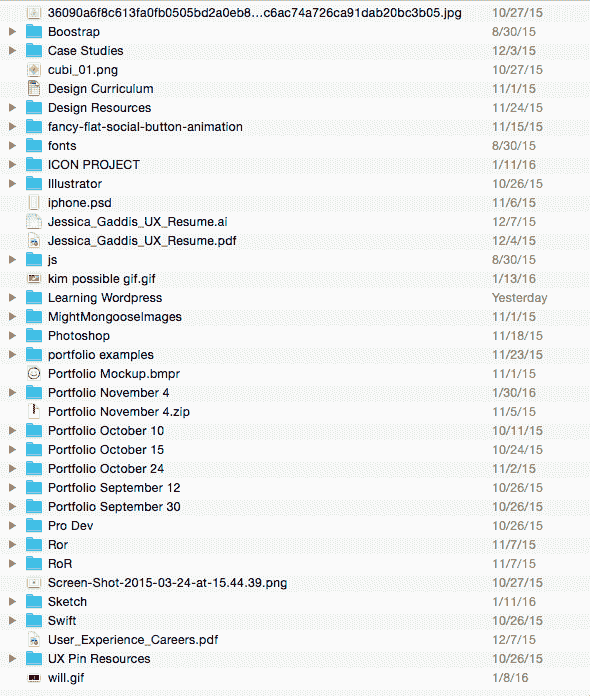 36090a6f8c613fa0fb0505bd2a0eb8...c6ac74a726ca91dab20bc3b05.jpg 10/27/15
Boostrap 8/30/15
Case Studies 12/3/15
cubi_01.png 10/27/15
Design Curriculum 11/1/15
Design Resources 11/24/15
fancy-flat-social-button-animation 11/15/15
fonts 8/30/15
ICON PROJECT 1/11/16
Illustrator 10/26/15
iphone.psd 11/6/15
Jessica_Gaddis_UX_Resume.ai 12/7/15
Jessica_Gaddis_UX_Resume.pdf 12/4/15
js 8/30/15
kim possible gif.gif 1/13/16
Learning Wordpress Yesterday
MightMongooseImages 11/1/15
Photoshop 11/18/15
portfolio examples 11/23/15
Portfolio Mockup.bmpr 11/1/15
Portfolio November 4 1/30/16
Portfolio November 4.zip 11/5/15
Portfolio October 10 10/11/15
Portfolio October 15 10/24/15
Portfolio October 24 11/2/15
Portfolio September 12 10/26/15
Portfolio September 30 10/26/15
Pro Dev 10/26/15
Ror 11/7/15
RoR 11/7/15
Screen-Shot-2015-03-24-at-15.44.39.png 10/27/15
Sketch 1/11/16
Swift 10/26/15
User_Experience_Careers.pdf 12/7/15
UX Pin Resources 10/26/15
will.gif 1/8/16